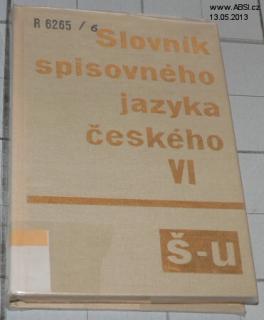 www.ABSI.cz
13.05.2013
R 6265 / 6
Slovník
spisovného
jazyka
českého
VI
Š-u